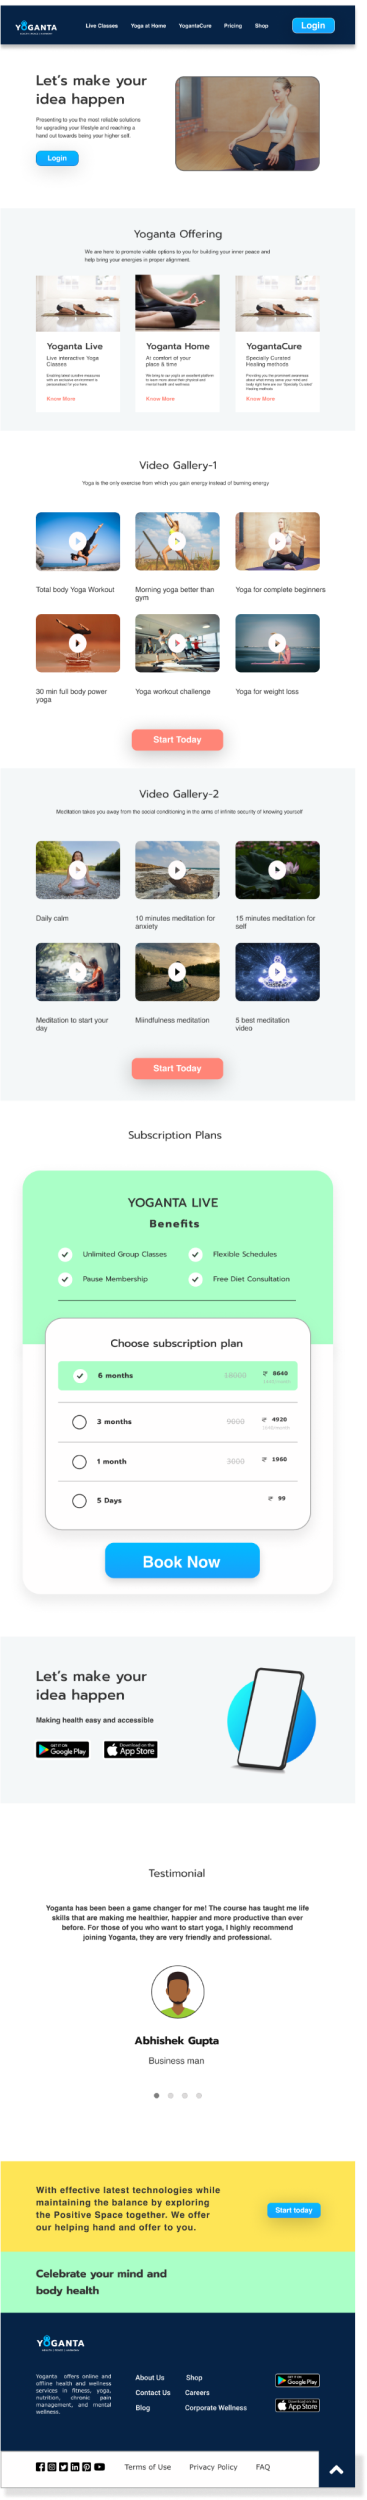 YOGANTA
Live Classes
Yoga at Home
YogantaCure
Pricing
Shop
Login
Let's make your
idea happen
Presenting to you the most reliable solutions
for upgrading your lifestyle and reaching a
hand out towards being your higher self.
Login
Yoganta Offering
We are here to promote viable options to you for building your inner peace and
help bring your energies in proper alignment.
Yoganta Live
Live interactive Yoga
Classes
Know More
Yoganta Home
At comfort of your
place & time
Know More
YogantaCure
Specially Curated
Healing methods
Know More
Video Gallery-1
Yoga is the only exercise from which you gain energy instead of burning energy
Total body Yoga Workout
Morning yoga better than
gym
Yoga for complete beginners
30 min full body power
yoga
Yoga workout challenge
Yoga for weight loss
Start Today
Video Gallery-2
Meditation takes you away from the social conditioning in the arms of infinite security of knowing yourself
Daily calm
10 minutes meditation for
anxiety
15 minutes meditation for
self
Meditation to start your
day
Miindfulness meditation
5 best meditation
video
Start Today
Subscription Plans
YOGANTA LIVE
Benefits
Unlimited Group Classes
Flexible Schedules
Pause Membership
Free Diet Consultation
Choose subscription plan
6 months
18000
₹ 8640
3 months
9000
₹ 4920
1 month
3000
₹ 1960
5 Days
₹ 99
Book Now
Let's make your
idea happen
Making health easy and accessible
GET IT ON
Google Play
Download on the
App Store
Testimonial
Yoganta has been been a game changer for me! The course has taught me life
skills that are making me healthier, happier and more productive than ever
before. For those of you who want to start yoga, I highly recommend
joining Yoganta, they are very friendly and professional.
Abhishek Gupta
Business man
With effective latest technologies while
maintaining the balance by exploring
the Positive Space together. We offer
our helping hand and offer to you.
Start today
Celebrate your mind and
body health
YOGANTA
Yoganta offers online and
offline health and wellness
services in fitness, yoga,
nutrition, chronic pain
management, and mental
wellness.
About Us
Shop
Contact Us
Careers
Blog
Corporate Wellness
GET IT ON
Google Play
Download on the
App Store
Terms of Use
Privacy Policy
FAQ